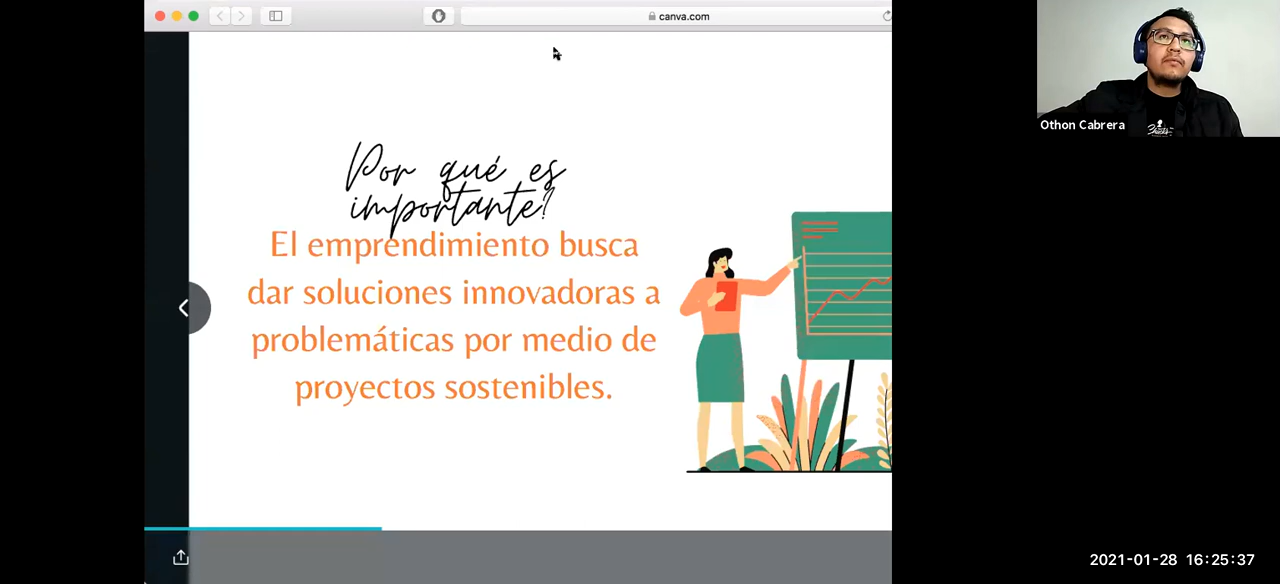 canva.com
Othon Cabrera
Por qué es
importante?
El emprendimiento busca
dar soluciones innovadoras a
problemáticas por medio de
proyectos sostenibles.
2021-01-28 16:25:37